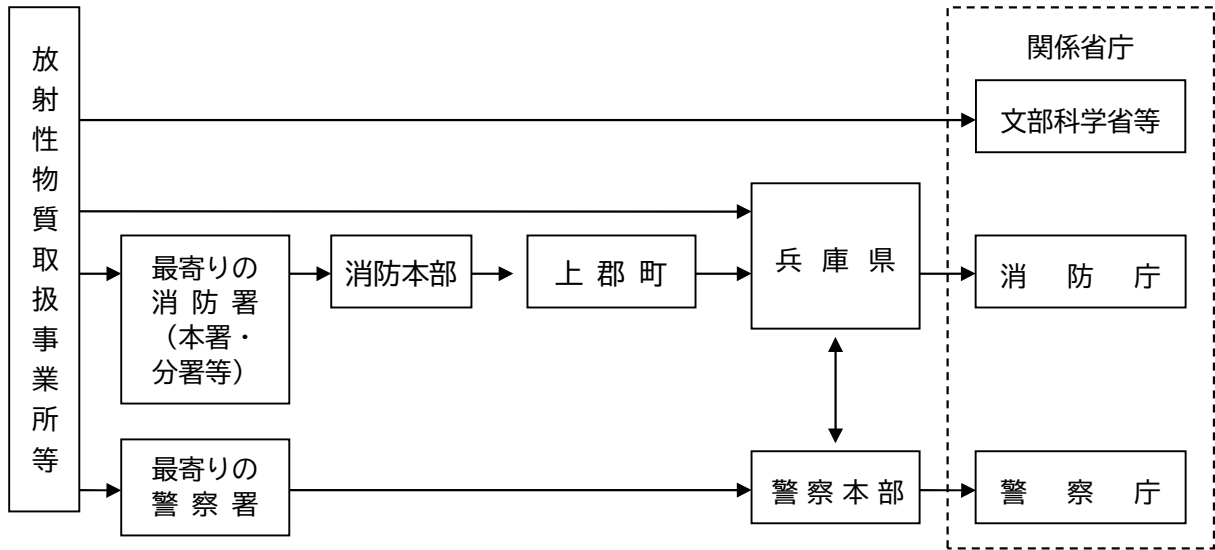 放射性物質取扱事業所等
関係省庁
文部科学省等
兵庫県
最寄りの
消防署
（本署・
分署等）
消防本部
上郡町
消防庁
最寄りの
警察署
警察本部
警察庁